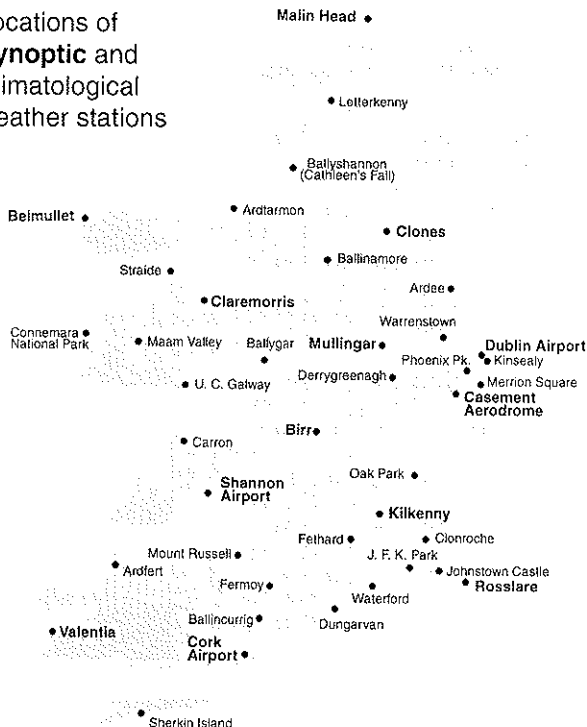 ocations of
ynoptic and
imatological
eather stations
Malin Head
Letterkenny
Ballyshannon
(Cathleen's Fall)
Belmullet
Ardtarmon
Clones
Straide
Ballinamore
Claremorris
Ardee
Connemara
National Park
Maam Valley
Ballygar
Mullingar
Warrenstown
Dublin Airport
Phoenix Pk.
Kinsealy
U. C. Galway
Derrygreenagh
Merrion Square
Casement
Aerodrome
Birr
Carron
Oak Park
Shannon
Airport
Kilkenny
Fethard
Clonroche
Mount Russell
J. F. K. Park
Ardfert
Johnstown Castle
Fermoy
Rosslare
Waterford
Ballincurrig
Dungarvan
Valentia
Cork
Airport
Sherkin Island